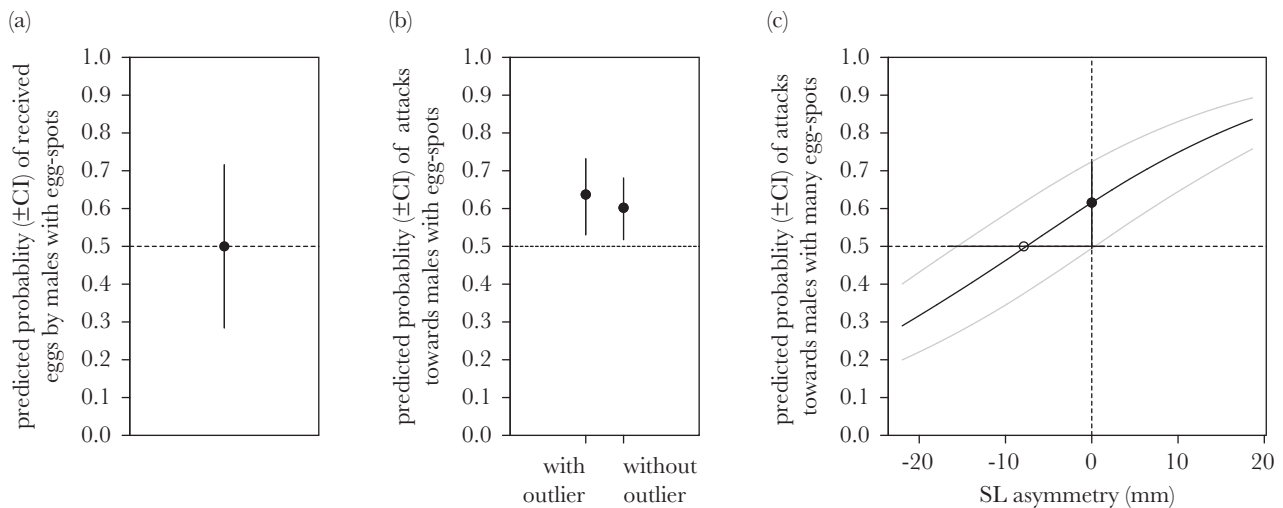 (a)
predicted probablity (±CI) of received
eggs by males with egg-spots
1.0
0.9
0.8
0.7
0.6
0.5
0.4
0.3
0.2
0.1
0.0
(b)
predicted probablity (±CI) of attacks
towards males with egg-spots
1.0
0.9
0.8
0.7
0.6
0.5
0.4
0.3
0.2
0.1
0.0
with
outlier
without
outlier
(c)
predicted probablity (±CI) of attacks
towards males with many egg-spots
1.0
0.9
0.8
0.7
0.6
0.5
0.4
0.3
0.2
0.1
0.0
-20 -10 0 10 20
SL asymmetry (mm)